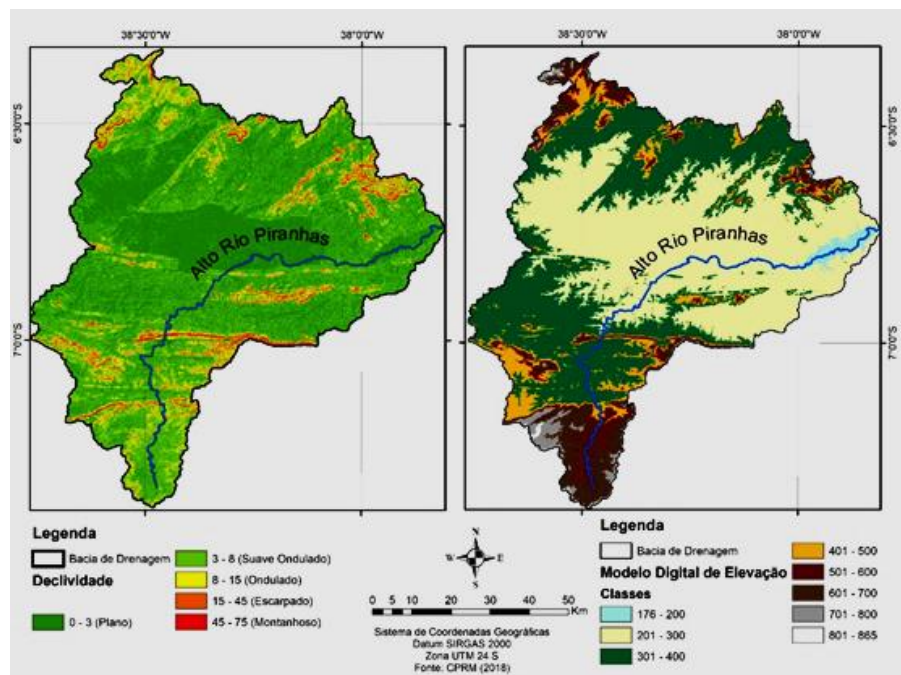 38°30'0"W 38°0'0"W
38°30'0"W 38°0'0"W
6°30'0"S
7°0'0"S
Alto Rio Piranhas
Alto Rio Piranhas
6°30'0"S
7°0'0"S
Legenda
Bacia de Drenagem
Declividade
0 - 3 (Plano)
3 - 8 (Suave Ondulado)
8 - 15 (Ondulado)
15 - 45 (Escarpado)
45 - 75 (Montanhoso)
N
W E
S
0 5 10 20 30 40 50
Km
Sistema de Coordenadas Geográficas
Datum SIRGAS 2000
Zona UTM 24 S
Fonte: CPRM (2018)
Legenda
Bacia de Drenagem
Modelo Digital de Elevação
Classes
176 - 200
201 - 300
301 - 400
401 - 500
501 - 600
601 - 700
701 - 800
801 - 865